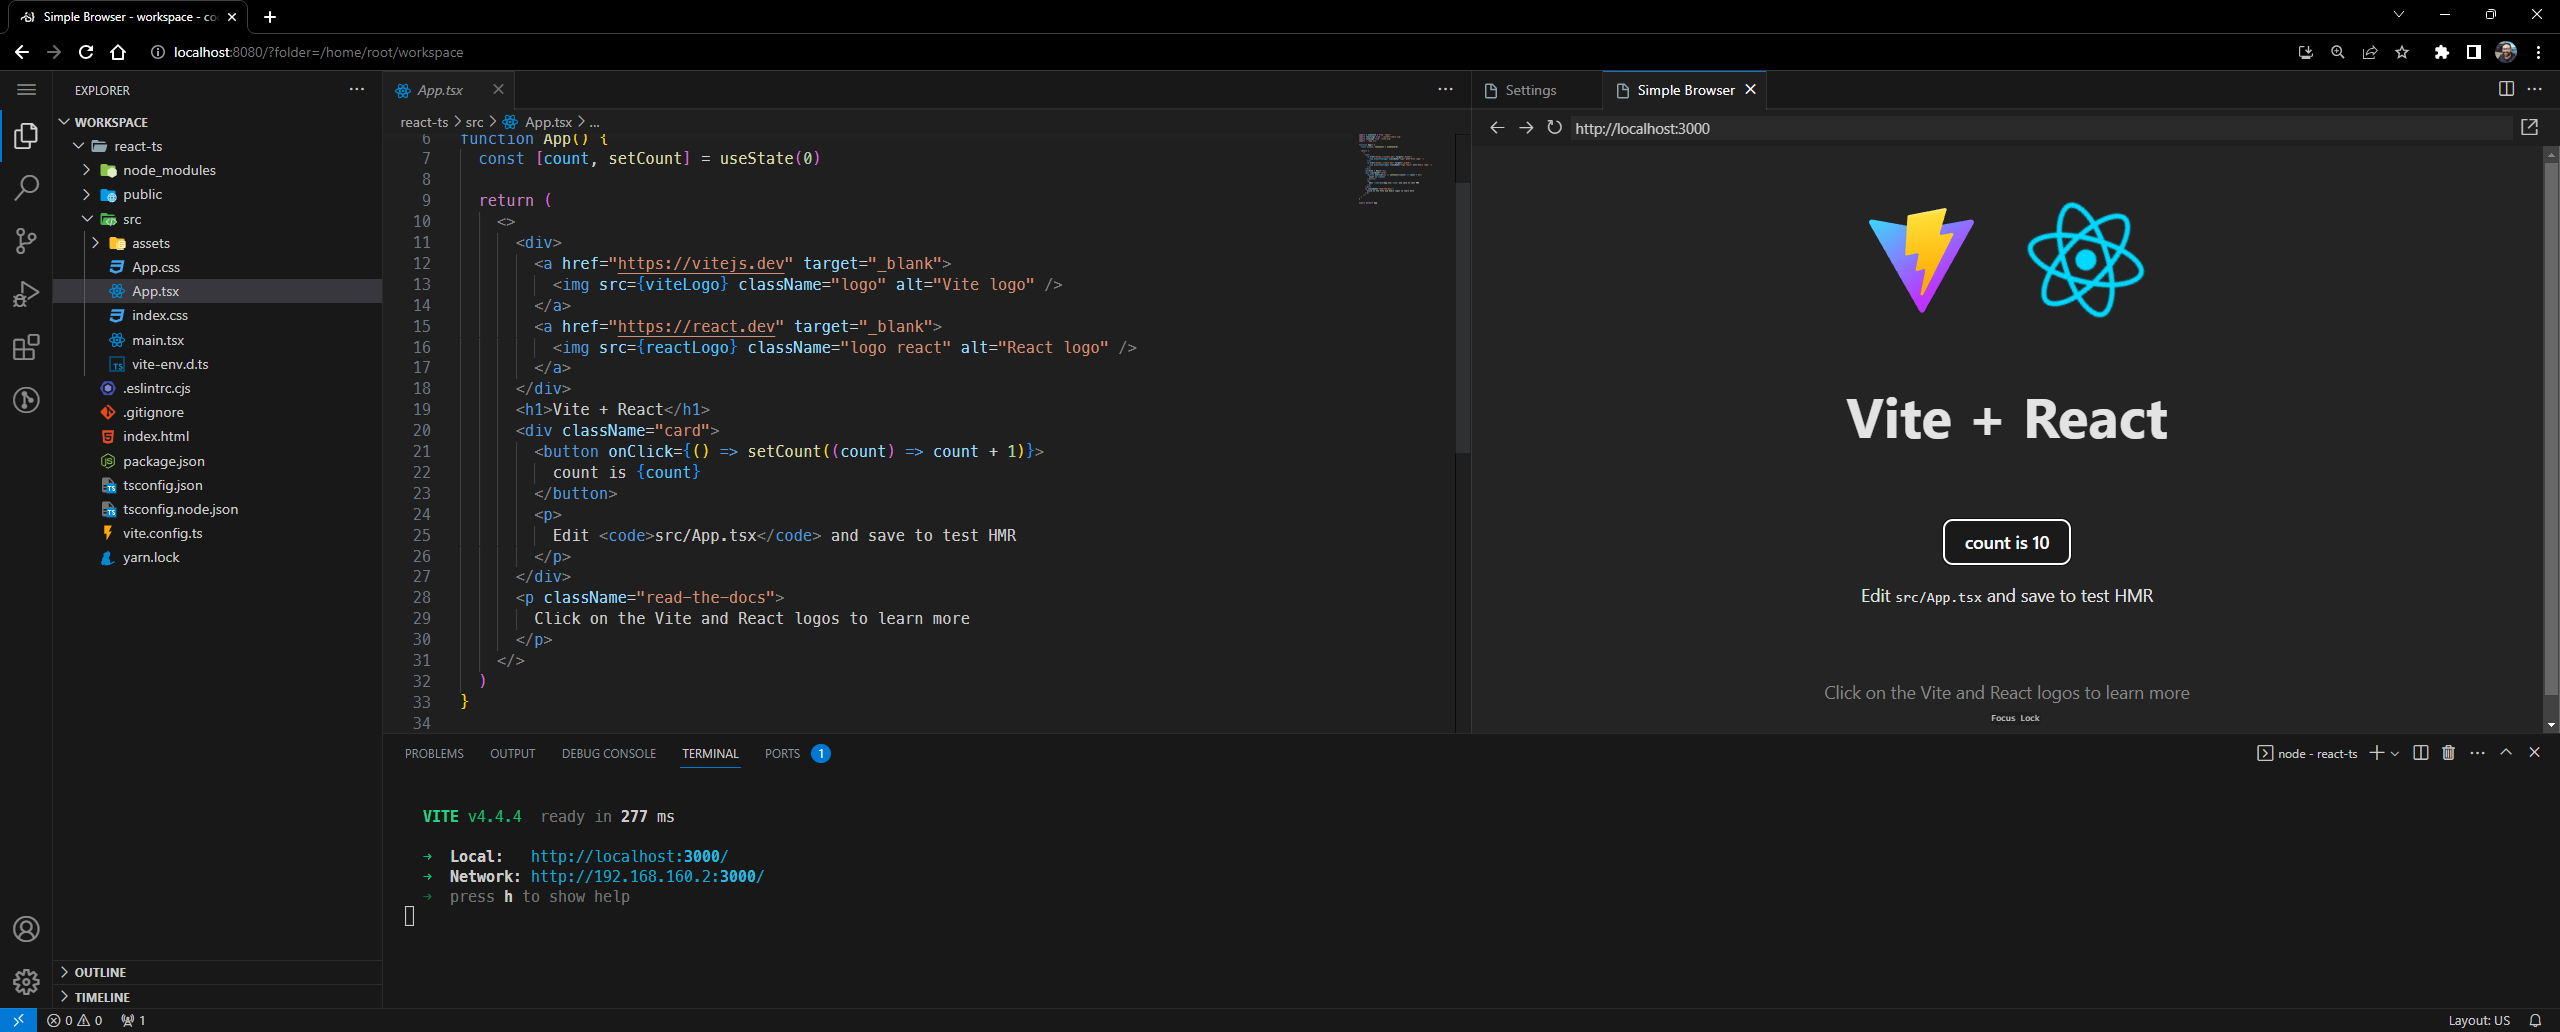 Simple Browser - workspace - co
localhost:8080/?folder=/home/root/workspace
EXPLORER
WORKSPACE
react-ts
node_modules
public
src
assets
App.css
App.tsx
index.css
main.tsx
vite-env.d.ts
.eslintrc.cjs
.gitignore
index.html
package.json
tsconfig.json
tsconfig.node.json
vite.config.ts
yarn.lock
OUTLINE
TIMELINE
App.tsx
react-ts > src > App.tsx > ...
6 function App() {
7 const [count, setCount] = useState(0)
8
9 return (
10 <>
11 <div>
12 <a href="https://vitejs.dev" target="_blank">
13 <img src={viteLogo} className="logo" alt="Vite logo" />
14 </a>
15 <a href="https://react.dev" target="_blank">
16 <img src={reactLogo} className="logo react" alt="React logo" />
17 </a>
18 </div>
19 <h1>Vite + React</h1>
20 <div className="card">
21 <button onClick={() => setCount((count) => count + 1)}>
22 count is {count}
23 </button>
24 <p>
25 Edit <code>src/App.tsx</code> and save to test HMR
26 </p>
27 </div>
28 <p className="read-the-docs">
29 Click on the Vite and React logos to learn more
30 </p>
31 </>
32 )
33 }
34
Settings
Simple Browser
http://localhost:3000
Vite + React
count is 10
Edit src/App.tsx and save to test HMR
Click on the Vite and React logos to learn more
Focus Lock
PROBLEMS OUTPUT DEBUG CONSOLE TERMINAL PORTS 1
node - react-ts
VITE v4.4.4 ready in 277 ms
➜ Local: http://localhost:3000/
➜ Network: http://192.168.160.2:3000/
➜ press h to show help
0 0 1
Layout: US